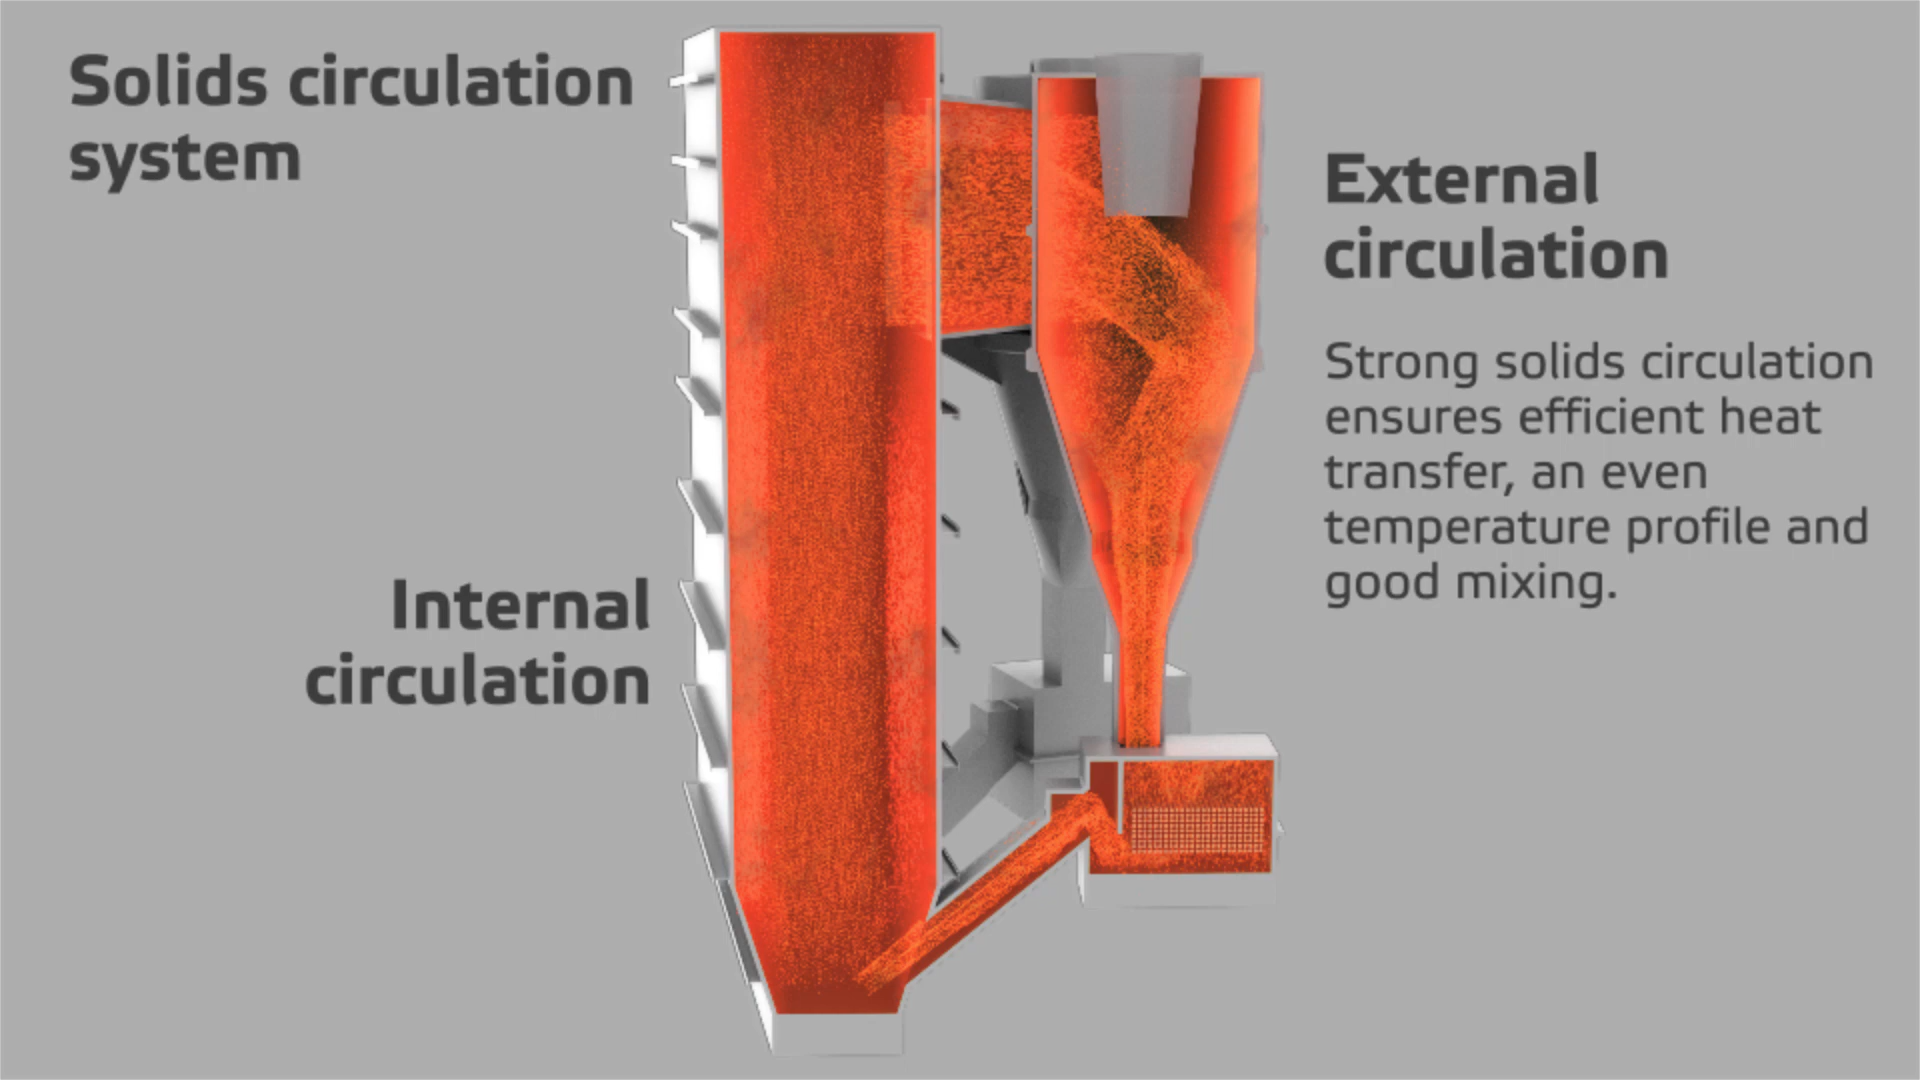 Solids circulation
system
External
circulation
Strong solids circulation
ensures efficient heat
transfer, an even
temperature profile and
good mixing.
Internal
circulation